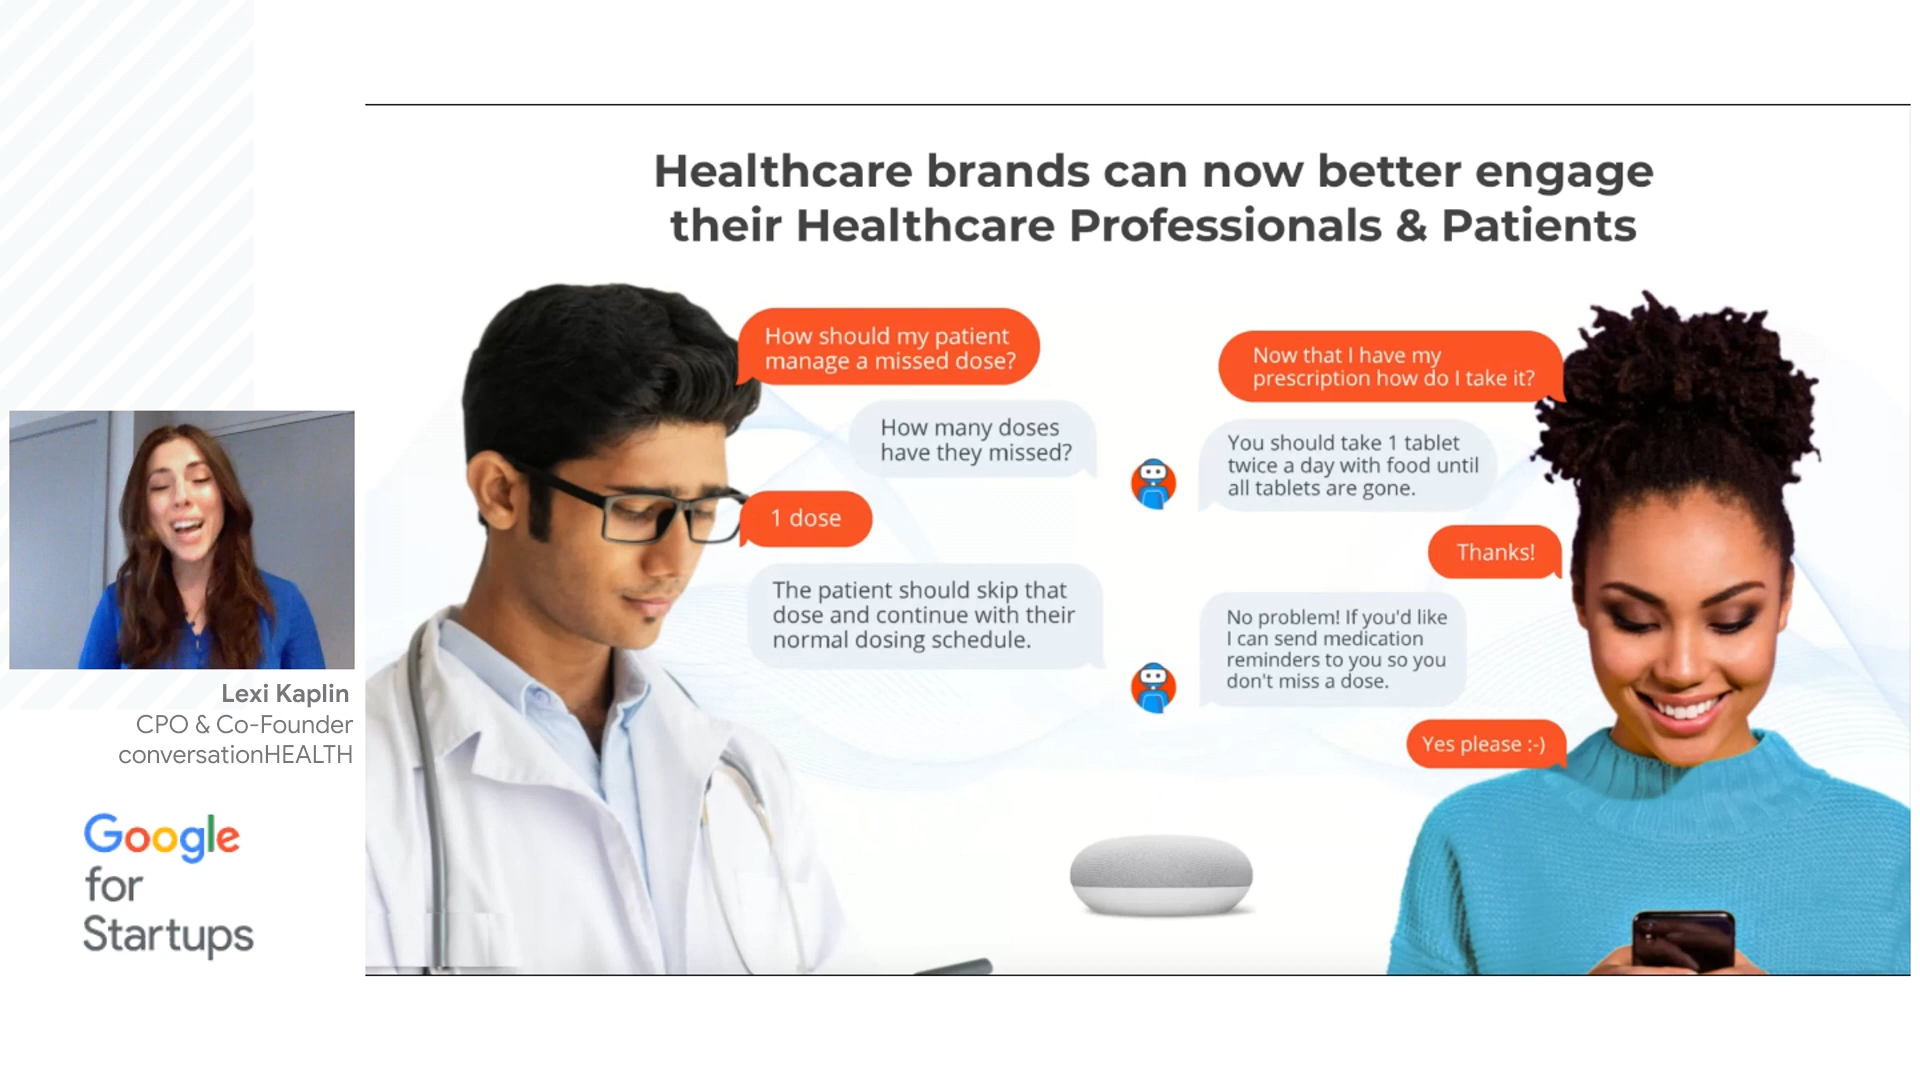 Healthcare brands can now better engage
their Healthcare Professionals & Patients
How should my patient
manage a missed dose?
How many doses
have they missed?
1 dose
The patient should skip that
dose and continue with their
normal dosing schedule.
Now that I have my
prescription how do I take it?
You should take 1 tablet
twice a day with food until
all tablets are gone.
Thanks!
No problem! If you'd like
I can send medication
reminders to you so you
don't miss a dose.
Yes please :-)
Lexi Kaplin
CPO & Co-Founder
conversationHEALTH
Google
for
Startups